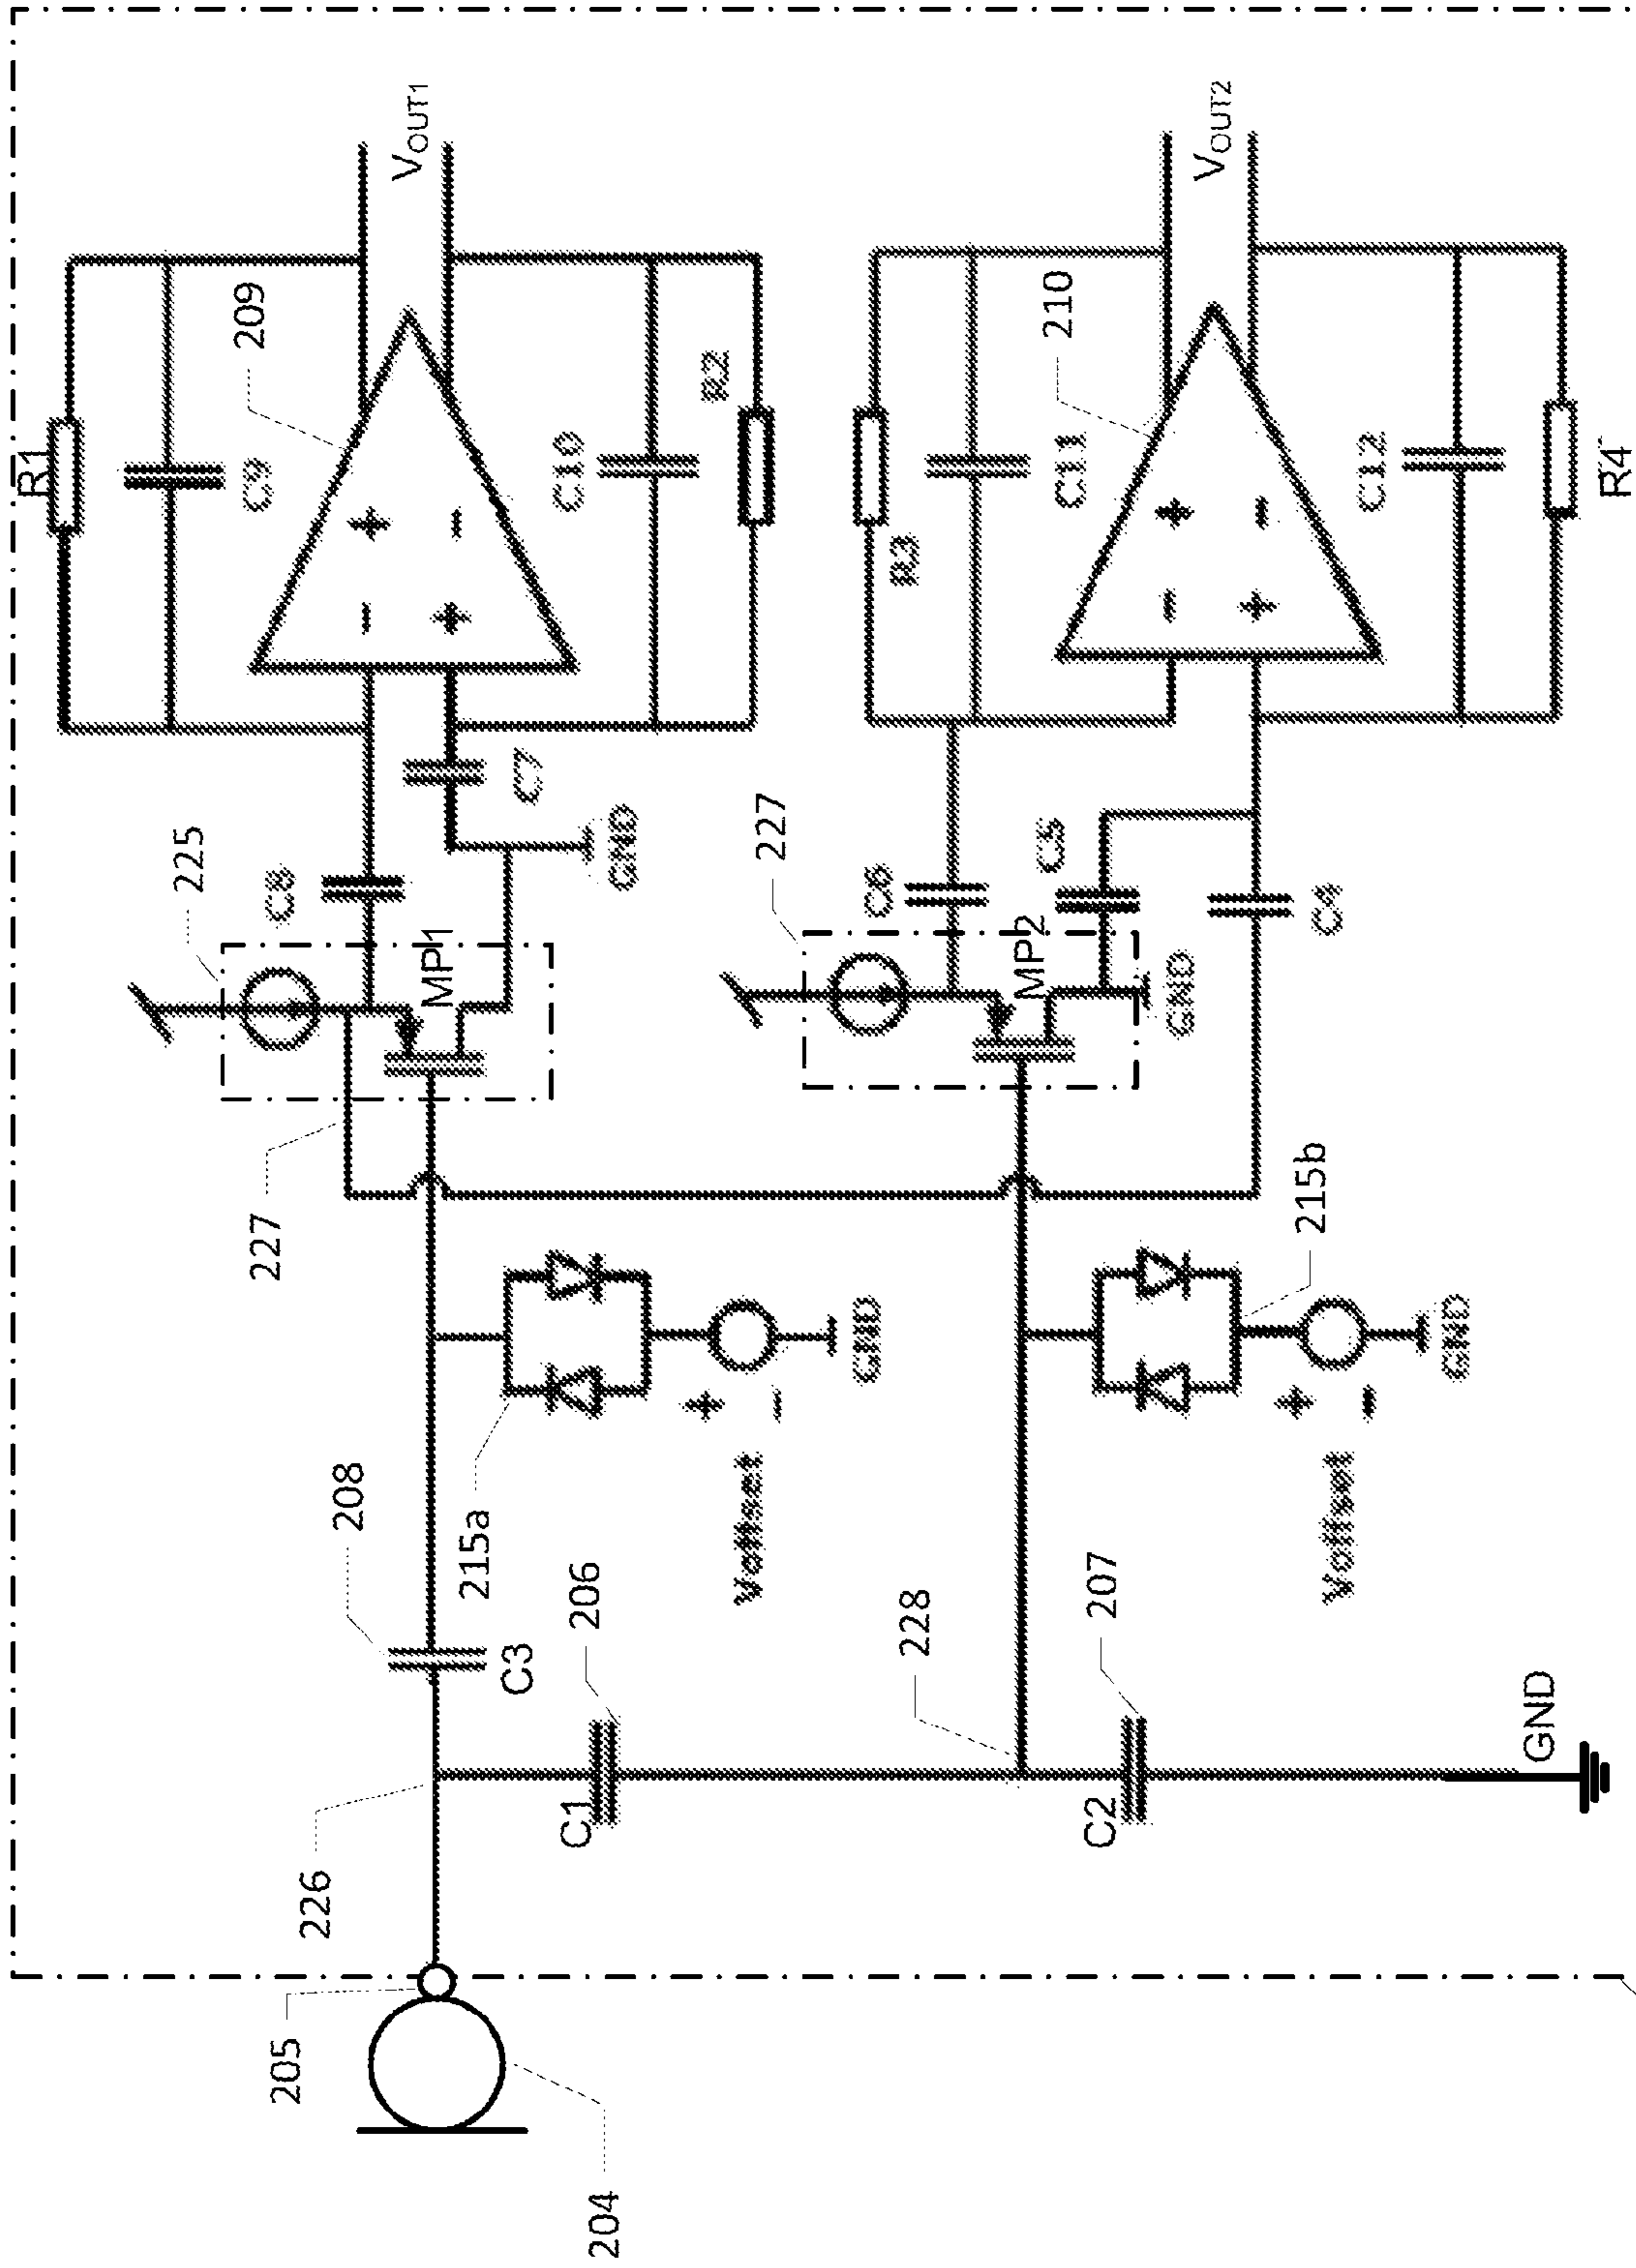 R1
C9
209
C10
R2
V_OUT1
225
C8
C7
GND
MP1
227
208
C3
215a
Voffset
+
-
GND
226
205
204
C1
206
228
C2
207
GND
R3
C11
210
C12
R4
V_OUT2
227
C6
C5
MP2
GND
C4
215b
Voffset
+
-
GND
- +
+ -
- +
+ -